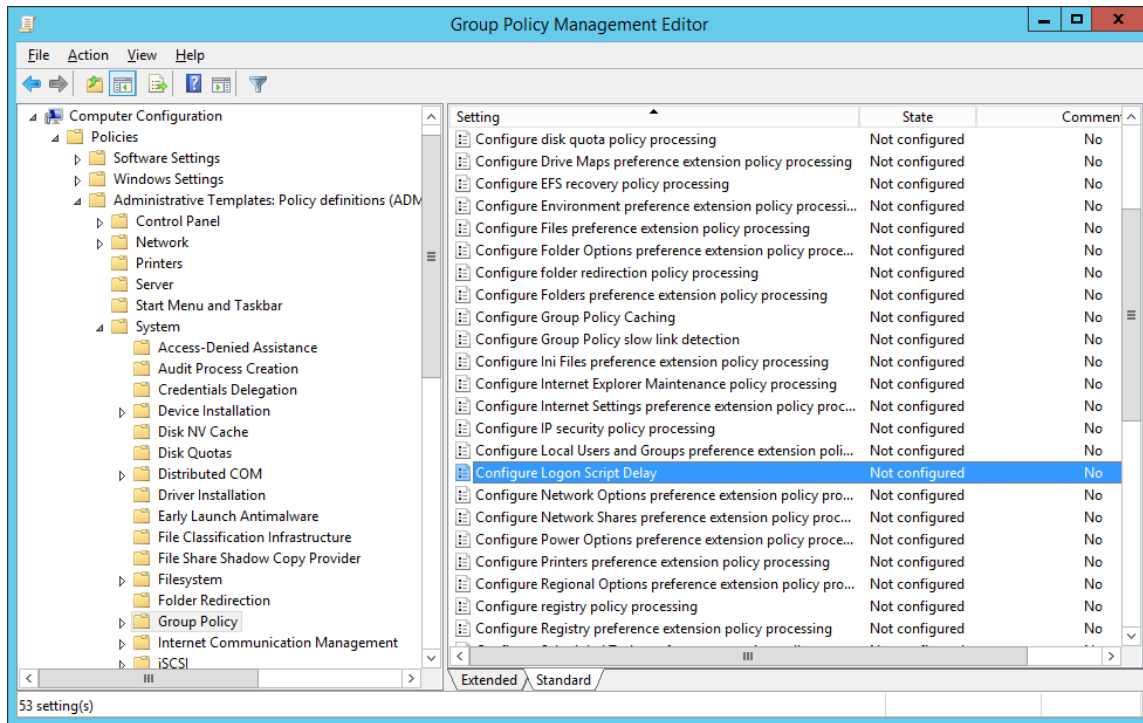 Group Policy Management Editor
File Action View Help
Computer Configuration
Policies
Software Settings
Windows Settings
Administrative Templates: Policy definitions (ADM
Control Panel
Network
Printers
Server
Start Menu and Taskbar
System
Access-Denied Assistance
Audit Process Creation
Credentials Delegation
Device Installation
Disk NV Cache
Disk Quotas
Distributed COM
Driver Installation
Early Launch Antimalware
File Classification Infrastructure
File Share Shadow Copy Provider
Filesystem
Folder Redirection
Group Policy
Internet Communication Management
iSCSI
Setting State Commen
Configure disk quota policy processing Not configured No
Configure Drive Maps preference extension policy processing Not configured No
Configure EFS recovery policy processing Not configured No
Configure Environment preference extension policy processi... Not configured No
Configure Files preference extension policy processing Not configured No
Configure Folder Options preference extension policy proce... Not configured No
Configure folder redirection policy processing Not configured No
Configure Folders preference extension policy processing Not configured No
Configure Group Policy Caching Not configured No
Configure Group Policy slow link detection Not configured No
Configure Ini Files preference extension policy processing Not configured No
Configure Internet Explorer Maintenance policy processing Not configured No
Configure Internet Settings preference extension policy proc... Not configured No
Configure IP security policy processing Not configured No
Configure Local Users and Groups preference extension poli... Not configured No
Configure Logon Script Delay Not configured No
Configure Network Options preference extension policy pro... Not configured No
Configure Network Shares preference extension policy proc... Not configured No
Configure Power Options preference extension policy proce... Not configured No
Configure Printers preference extension policy processing Not configured No
Configure Regional Options preference extension policy pro... Not configured No
Configure registry policy processing Not configured No
Configure Registry preference extension policy processing Not configured No
Extended Standard
53 setting(s)